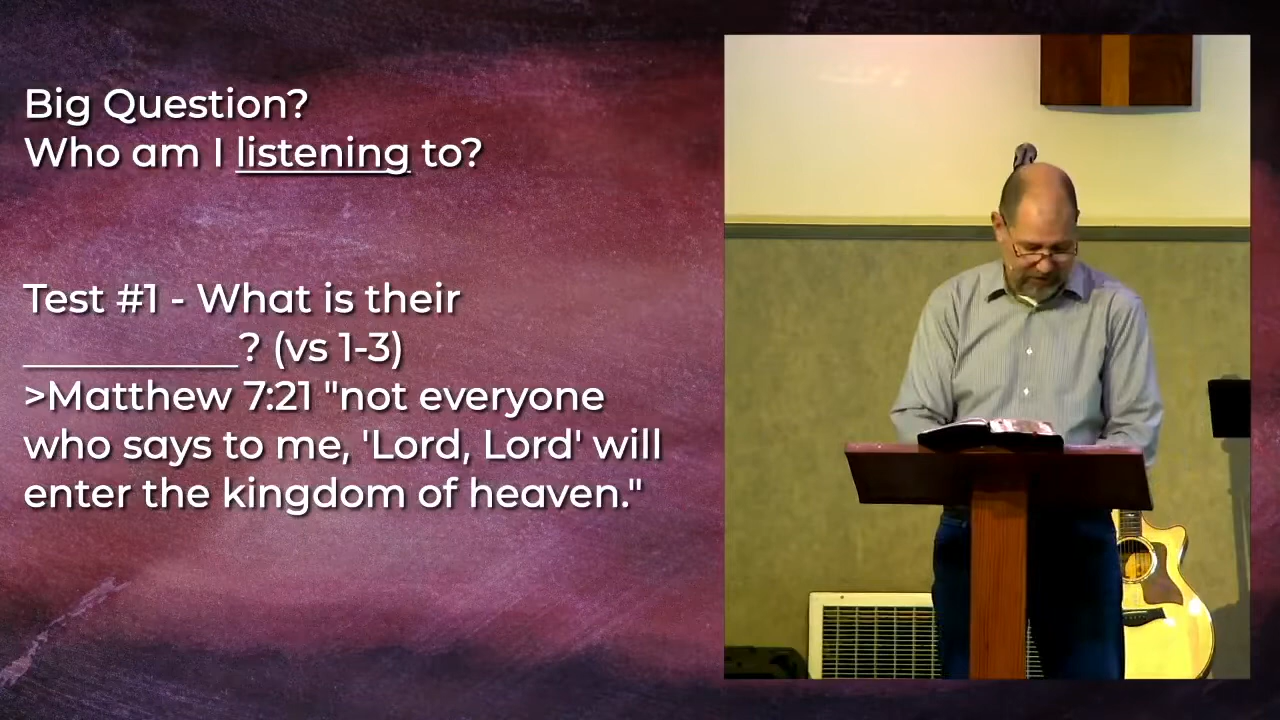 Big Question?
Who am I listening to?
Test #1 - What is their
___________? (vs 1-3)
>Matthew 7:21 "not everyone
who says to me, 'Lord, Lord' will
enter the kingdom of heaven."